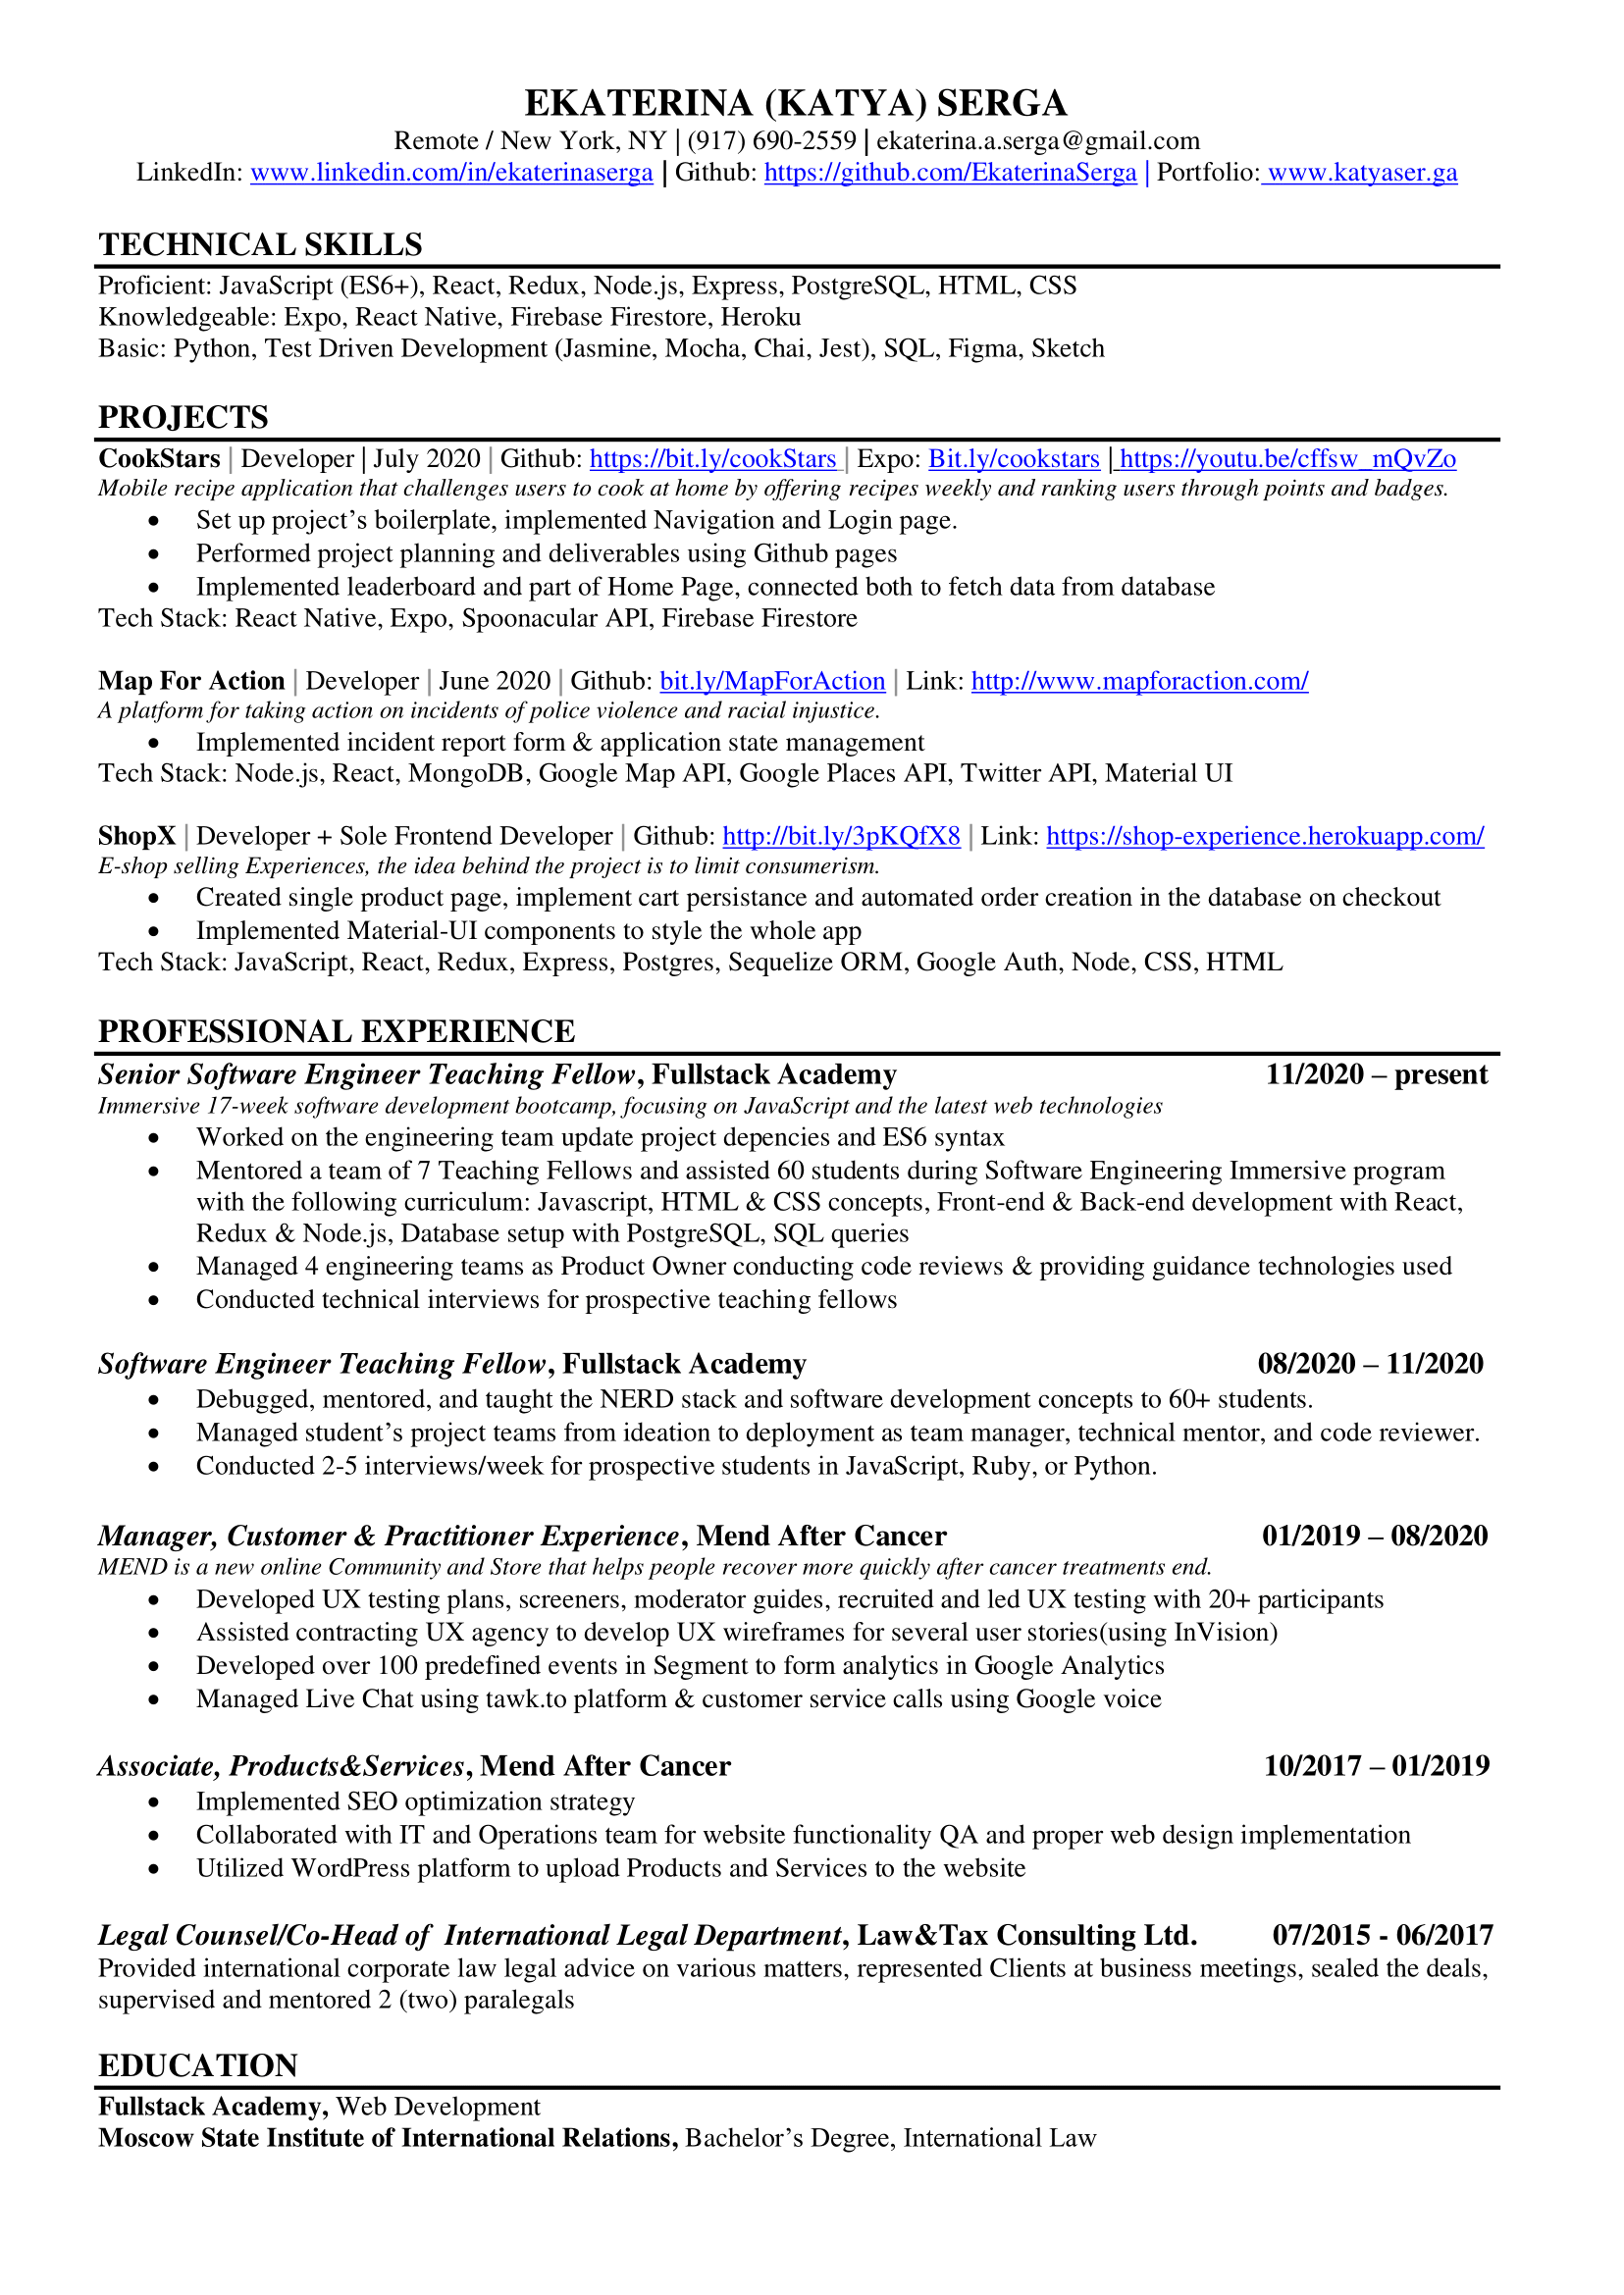 EKATERINA (KATYA) SERGA
Remote / New York, NY | (917) 690-2559 | ekaterina.a.serga@gmail.com
LinkedIn: www.linkedin.com/in/ekaterinaserga | Github: https://github.com/EkaterinaSerga | Portfolio: www.katyaser.ga
TECHNICAL SKILLS
Proficient: JavaScript (ES6+), React, Redux, Node.js, Express, PostgreSQL, HTML, CSS
Knowledgeable: Expo, React Native, Firebase Firestore, Heroku
Basic: Python, Test Driven Development (Jasmine, Mocha, Chai, Jest), SQL, Figma, Sketch
PROJECTS
CookStars | Developer | July 2020 | Github: https://bit.ly/cookStars | Expo: Bit.ly/cookstars | https://youtu.be/cffsw_mQvZo
Mobile recipe application that challenges users to cook at home by offering recipes weekly and ranking users through points and badges.
• Set up project's boilerplate, implemented Navigation and Login page.
• Performed project planning and deliverables using Github pages
• Implemented leaderboard and part of Home Page, connected both to fetch data from database
Tech Stack: React Native, Expo, Spoonacular API, Firebase Firestore
Map For Action | Developer | June 2020 | Github: bit.ly/MapForAction | Link: http://www.mapforaction.com/
A platform for taking action on incidents of police violence and racial injustice.
• Implemented incident report form & application state management
Tech Stack: Node.js, React, MongoDB, Google Map API, Google Places API, Twitter API, Material UI
ShopX | Developer + Sole Frontend Developer | Github: http://bit.ly/3pKQfX8 | Link: https://shop-experience.herokuapp.com/
E-shop selling Experiences, the idea behind the project is to limit consumerism.
• Created single product page, implement cart persistance and automated order creation in the database on checkout
• Implemented Material-UI components to style the whole app
Tech Stack: JavaScript, React, Redux, Express, Postgres, Sequelize ORM, Google Auth, Node, CSS, HTML
PROFESSIONAL EXPERIENCE
Senior Software Engineer Teaching Fellow, Fullstack Academy 11/2020 – present
Immersive 17-week software development bootcamp, focusing on JavaScript and the latest web technologies
• Worked on the engineering team update project depencies and ES6 syntax
• Mentored a team of 7 Teaching Fellows and assisted 60 students during Software Engineering Immersive program
with the following curriculum: Javascript, HTML & CSS concepts, Front-end & Back-end development with React,
Redux & Node.js, Database setup with PostgreSQL, SQL queries
• Managed 4 engineering teams as Product Owner conducting code reviews & providing guidance technologies used
• Conducted technical interviews for prospective teaching fellows
Software Engineer Teaching Fellow, Fullstack Academy 08/2020 – 11/2020
• Debugged, mentored, and taught the NERD stack and software development concepts to 60+ students.
• Managed student's project teams from ideation to deployment as team manager, technical mentor, and code reviewer.
• Conducted 2-5 interviews/week for prospective students in JavaScript, Ruby, or Python.
Manager, Customer & Practitioner Experience, Mend After Cancer 01/2019 – 08/2020
MEND is a new online Community and Store that helps people recover more quickly after cancer treatments end.
• Developed UX testing plans, screeners, moderator guides, recruited and led UX testing with 20+ participants
• Assisted contracting UX agency to develop UX wireframes for several user stories(using InVision)
• Developed over 100 predefined events in Segment to form analytics in Google Analytics
• Managed Live Chat using tawk.to platform & customer service calls using Google voice
Associate, Products&Services, Mend After Cancer 10/2017 – 01/2019
• Implemented SEO optimization strategy
• Collaborated with IT and Operations team for website functionality QA and proper web design implementation
• Utilized WordPress platform to upload Products and Services to the website
Legal Counsel/Co-Head of International Legal Department, Law&Tax Consulting Ltd. 07/2015 - 06/2017
Provided international corporate law legal advice on various matters, represented Clients at business meetings, sealed the deals,
supervised and mentored 2 (two) paralegals
EDUCATION
Fullstack Academy, Web Development
Moscow State Institute of International Relations, Bachelor's Degree, International Law